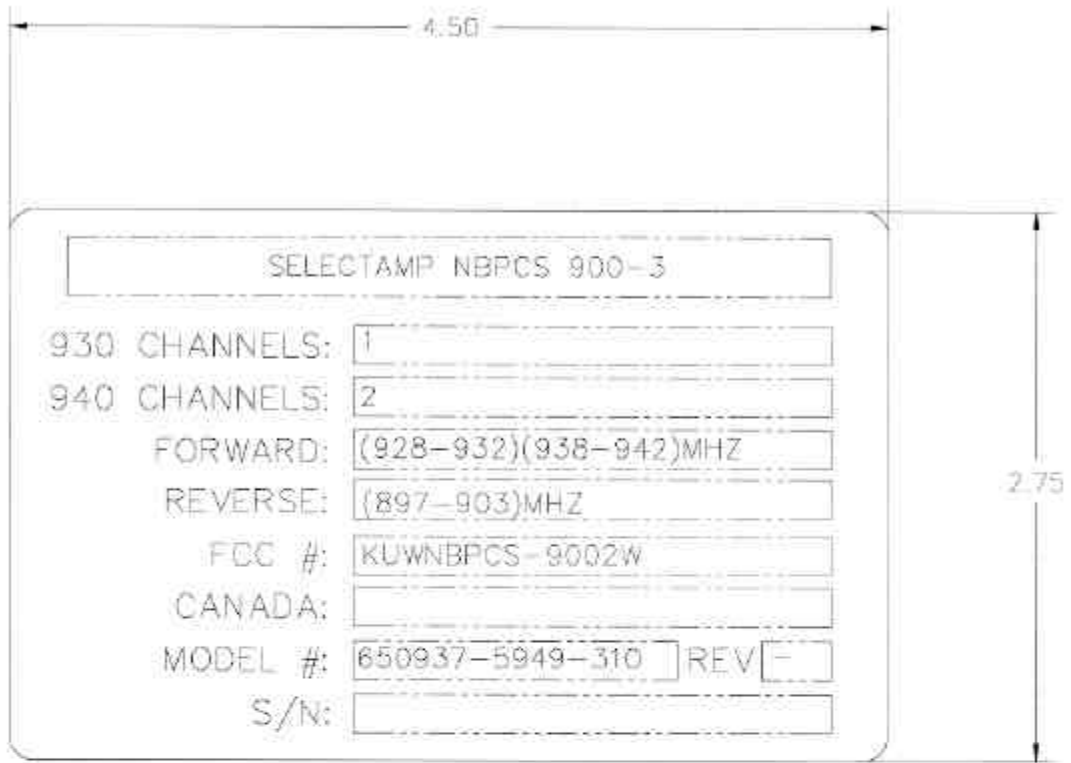 4.50
SELECTAMP NBPCS 900-3
930 CHANNELS: 1
940 CHANNELS: 2
FORWARD: (928-932)(938-942)MHZ
REVERSE: (897-903)MHZ
2.75
FCC #: KUWNBPCS-9002W
CANADA:
MODEL #: 650937-5949-310 REV -
S/N: